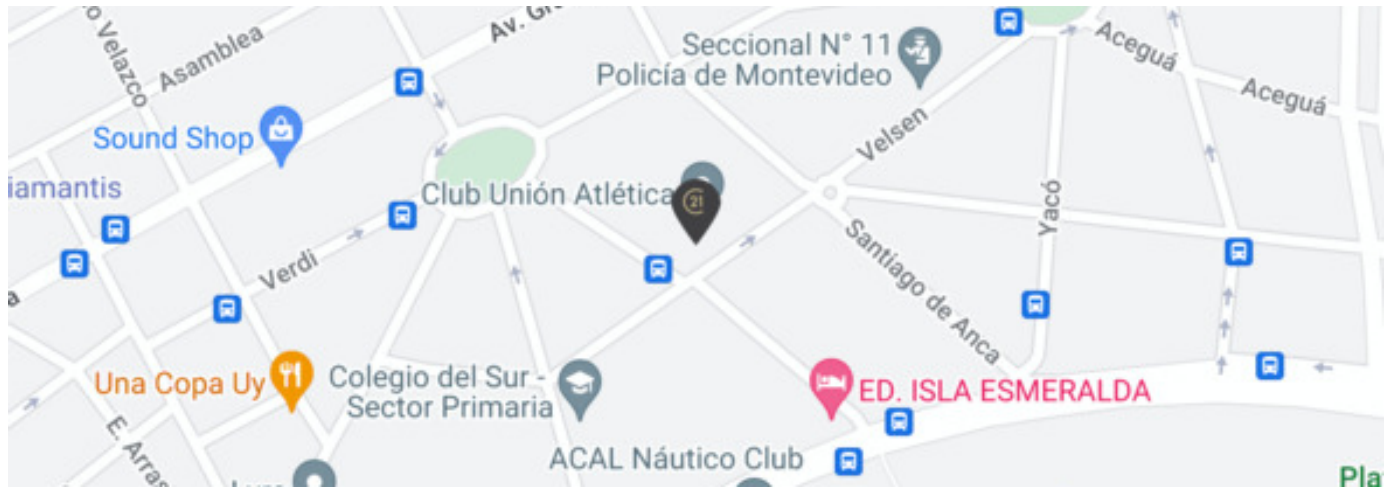 o Velazco
Asamblea
Av. Gr
Seccional N° 11
Policía de Montevideo
Aceguá
Aceguá
Sound Shop
Velsen
iamantis
Club Unión Atlética
21
Yacó
Verdi
Santiago de Anca
a
Una Copa Uy
Colegio del Sur -
Sector Primaria
ED. ISLA ESMERALDA
E. Arras
ACAL Náutico Club
Pla